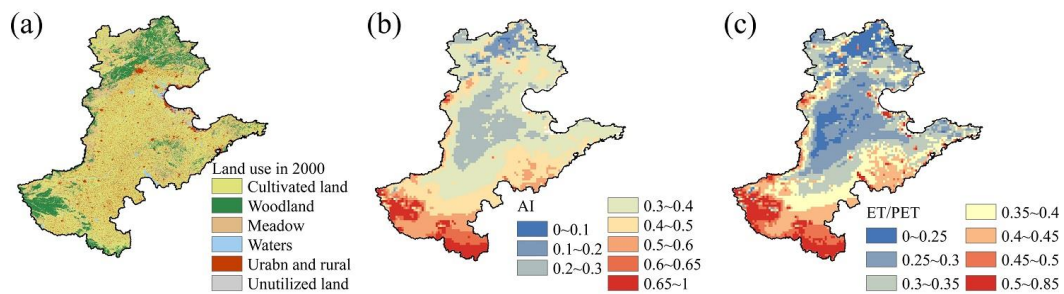 (a)
Land use in 2000
Cultivated land
Woodland
Meadow
Waters
Urabn and rural
Unutilized land
(b)
AI
0~0.1
0.1~0.2
0.2~0.3
0.3~0.4
0.4~0.5
0.5~0.6
0.6~0.65
0.65~1
(c)
ET/PET
0~0.25
0.25~0.3
0.3~0.35
0.35~0.4
0.4~0.45
0.45~0.5
0.5~0.85